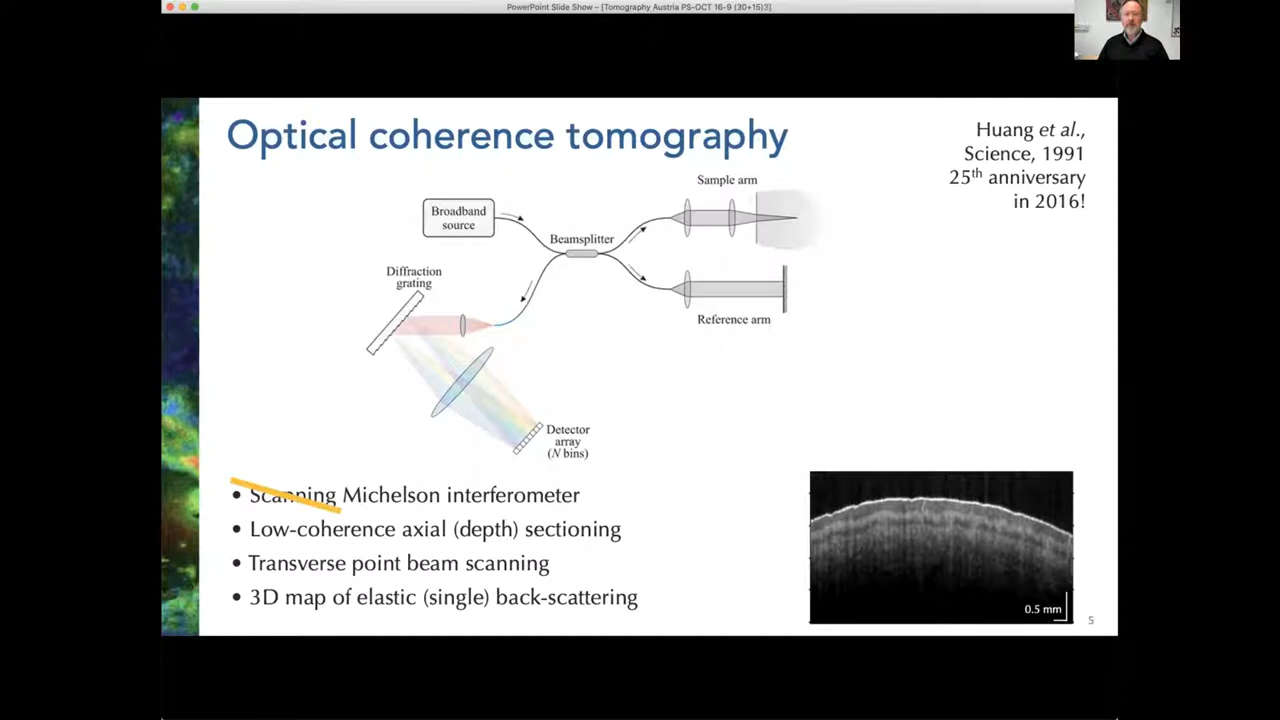 PowerPoint Slide Show – [Tomography Austria PS-OCT 16-9 (30+15)3]
Optical coherence tomography
Huang et al.,
Science, 1991
25th anniversary
in 2016!
Sample arm
Broadband
source
Beamsplitter
Diffraction
grating
Reference arm
Detector
array
(N bins)
• Scanning Michelson interferometer
• Low-coherence axial (depth) sectioning
• Transverse point beam scanning
• 3D map of elastic (single) back-scattering
0.5 mm
5